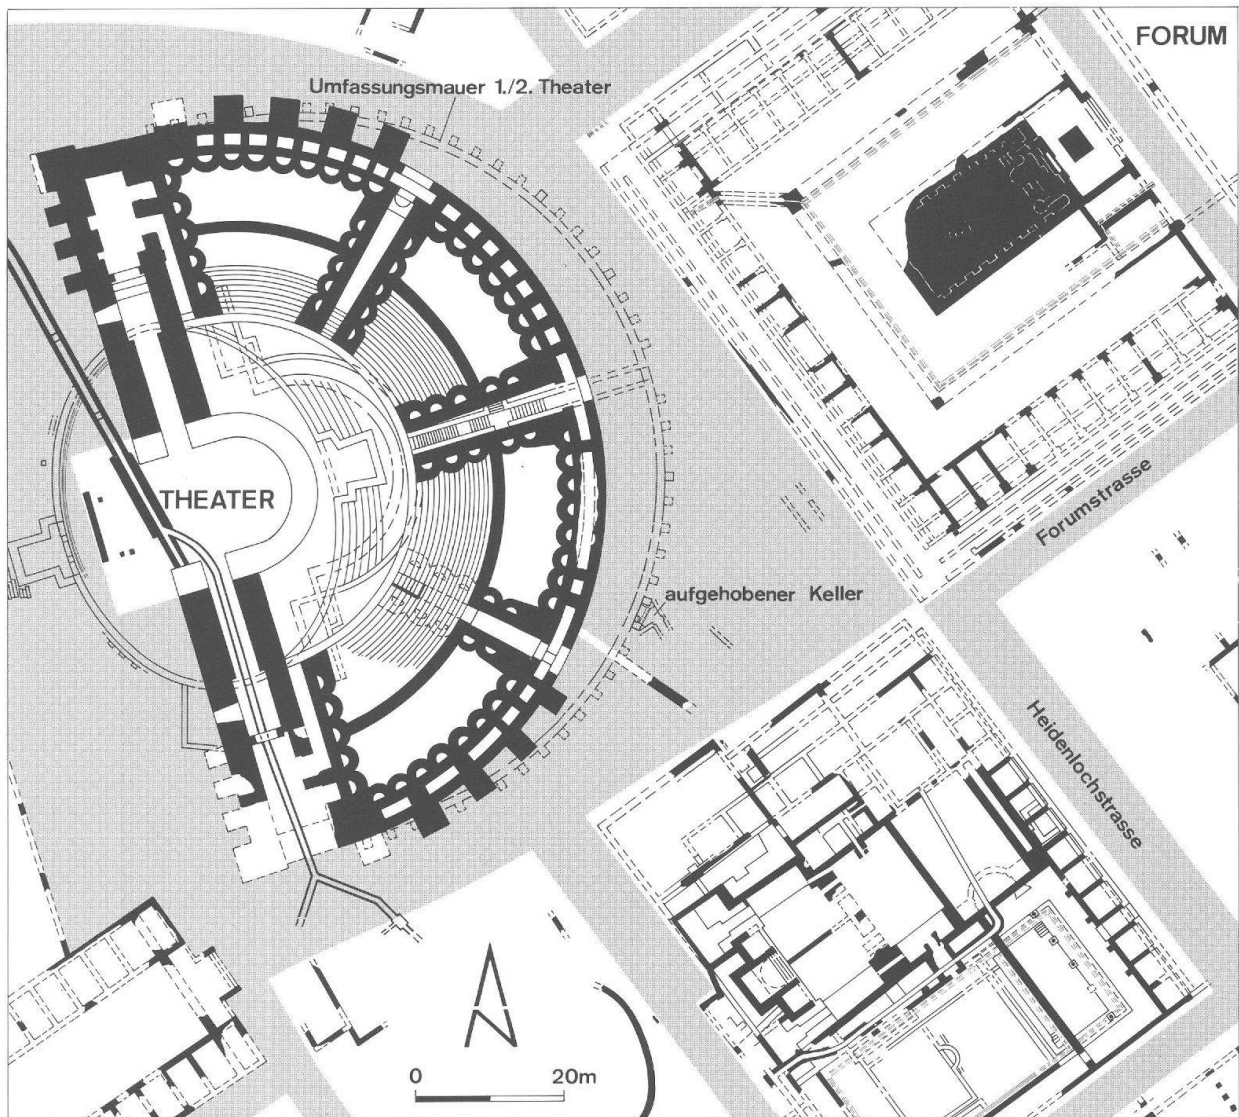 FORUM
Umfassungsmauer 1./2. Theater
THEATER
Forumstrasse
aufgehobener Keller
Heidenlochstrasse
N
0 20m